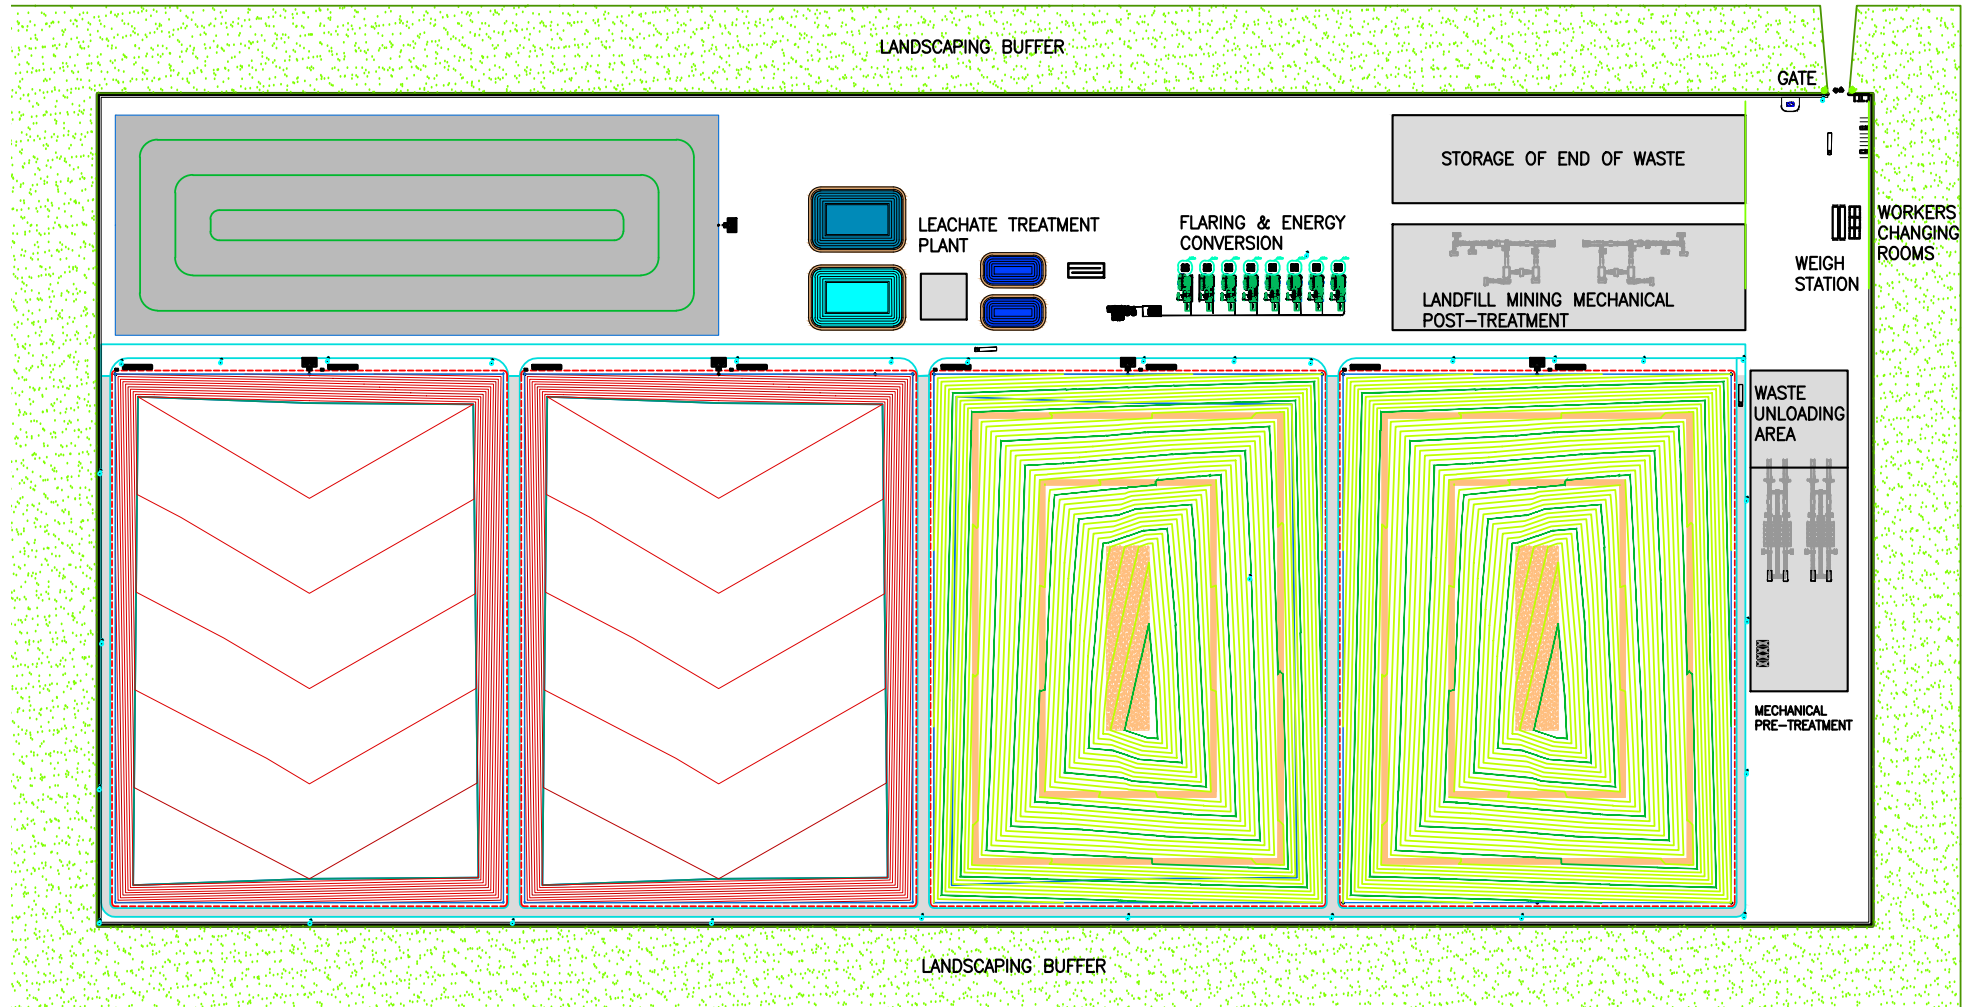 LANDSCAPING BUFFER
GATE
STORAGE OF END OF WASTE
LEACHATE TREATMENT
PLANT
FLARING & ENERGY
CONVERSION
WORKERS
CHANGING
ROOMS
WEIGH
STATION
LANDFILL MINING MECHANICAL
POST-TREATMENT
WASTE
UNLOADING
AREA
MECHANICAL
PRE-TREATMENT
LANDSCAPING BUFFER